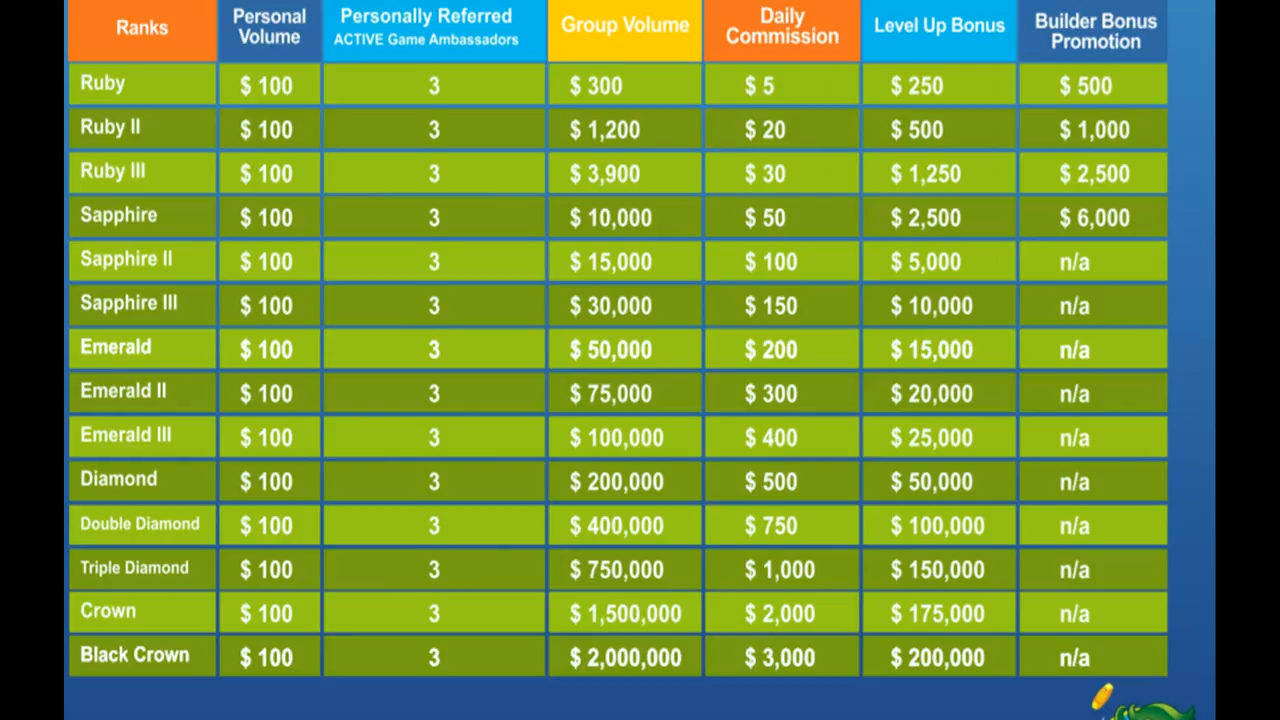 Ranks Personal Volume Personally Referred ACTIVE Game Ambassadors Group Volume Daily Commission Level Up Bonus Builder Bonus Promotion
Ruby $ 100 3 $ 300 $ 5 $ 250 $ 500
Ruby II $ 100 3 $ 1,200 $ 20 $ 500 $ 1,000
Ruby III $ 100 3 $ 3,900 $ 30 $ 1,250 $ 2,500
Sapphire $ 100 3 $ 10,000 $ 50 $ 2,500 $ 6,000
Sapphire II $ 100 3 $ 15,000 $ 100 $ 5,000 n/a
Sapphire III $ 100 3 $ 30,000 $ 150 $ 10,000 n/a
Emerald $ 100 3 $ 50,000 $ 200 $ 15,000 n/a
Emerald II $ 100 3 $ 75,000 $ 300 $ 20,000 n/a
Emerald III $ 100 3 $ 100,000 $ 400 $ 25,000 n/a
Diamond $ 100 3 $ 200,000 $ 500 $ 50,000 n/a
Double Diamond $ 100 3 $ 400,000 $ 750 $ 100,000 n/a
Triple Diamond $ 100 3 $ 750,000 $ 1,000 $ 150,000 n/a
Crown $ 100 3 $ 1,500,000 $ 2,000 $ 175,000 n/a
Black Crown $ 100 3 $ 2,000,000 $ 3,000 $ 200,000 n/a